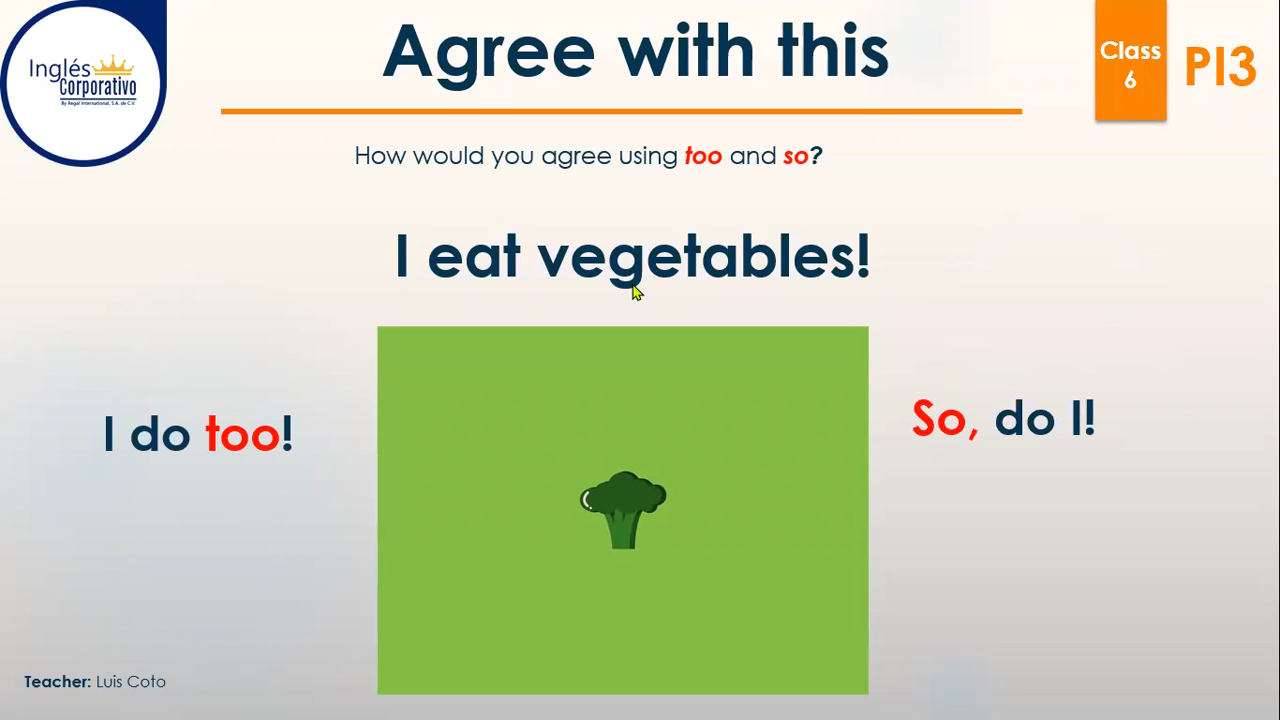 Inglés
Corporativo
By Regal International, S.A. de C.V.
Agree with this
Class
6
PI3
How would you agree using too and so?
I eat vegetables!
I do too!
So, do I!
Teacher: Luis Coto